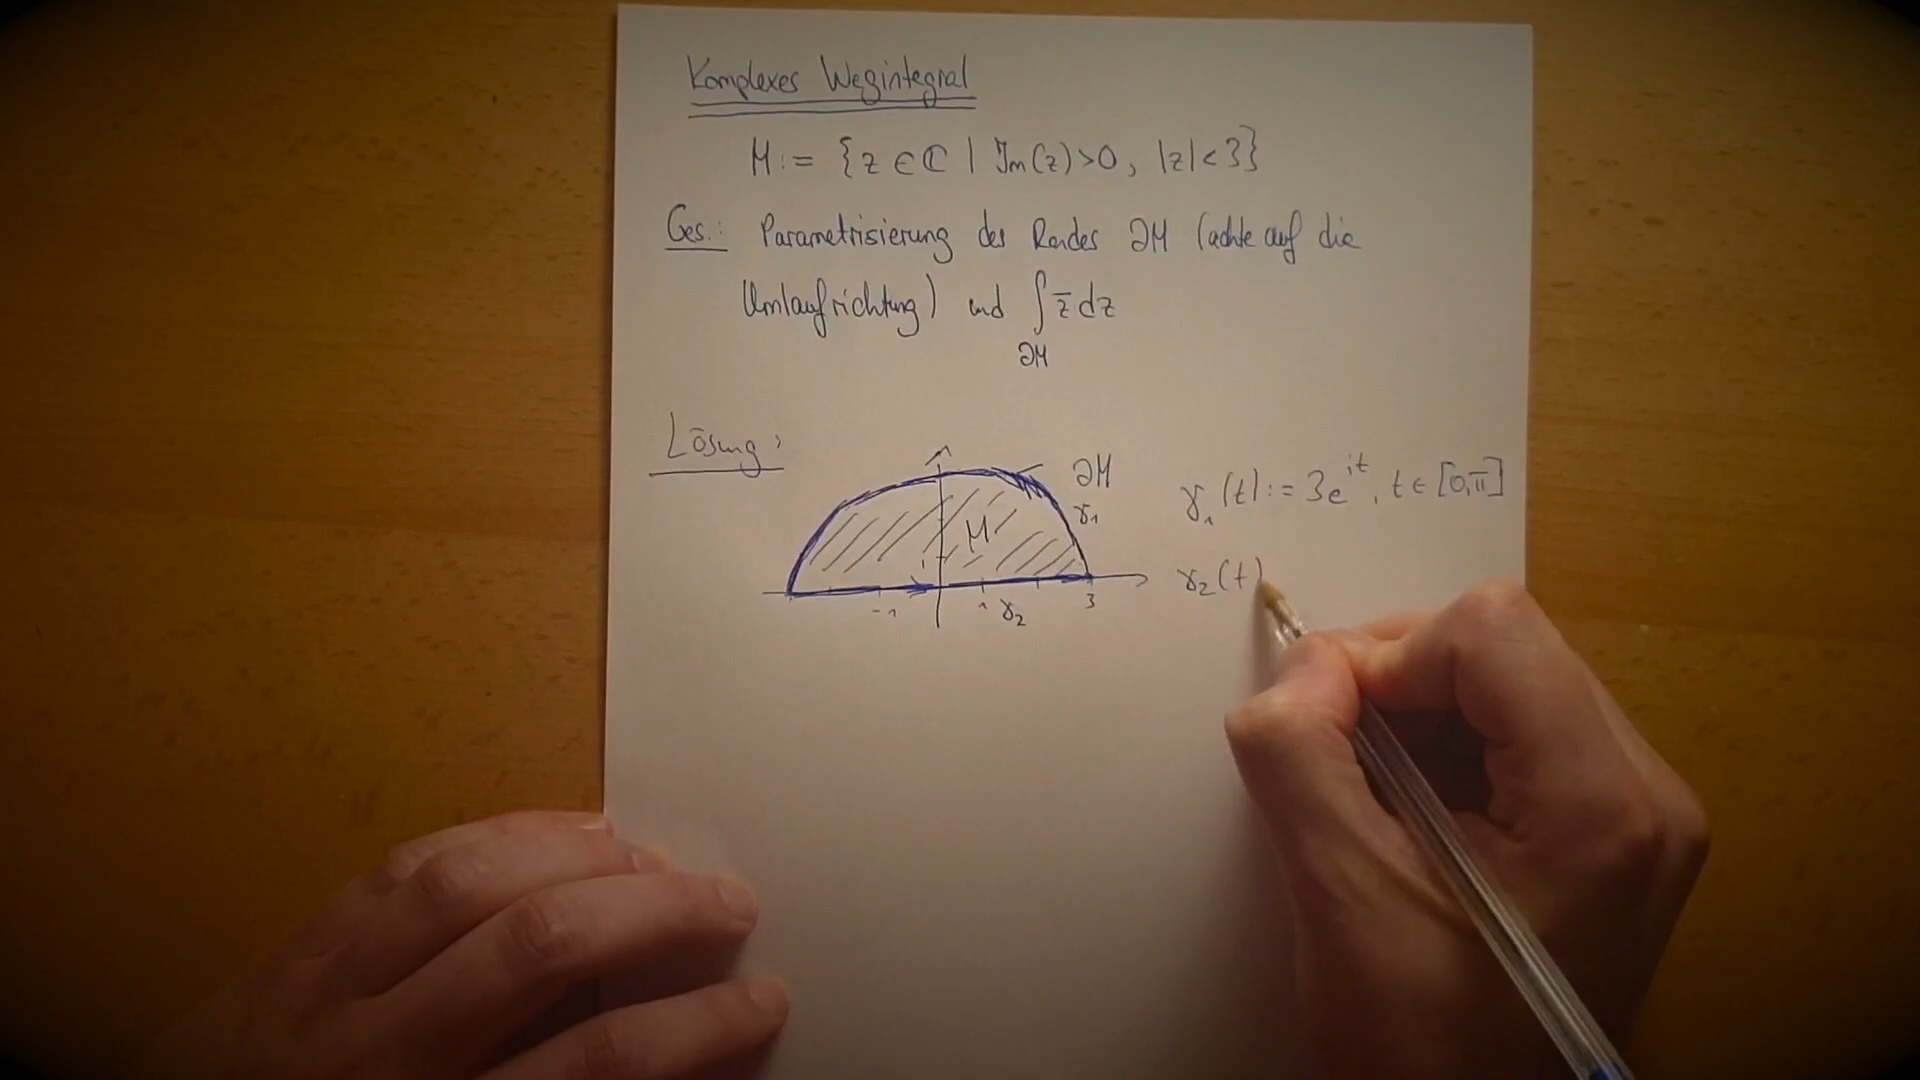 Komplexes Wegintegral
M := {z ∈ ℂ | Im(z)>0, |z|<3}
Ges.: Parametrisierung des Randes ∂M (achte auf die
Umlaufrichtung) und ∫ z̄ dz
∂M
Lösung:
∂M
γ₁
M
i
-1 1 γ₂ 3
γ₁(t) := 3e^{it}, t ∈ [0,π]
γ₂(t)